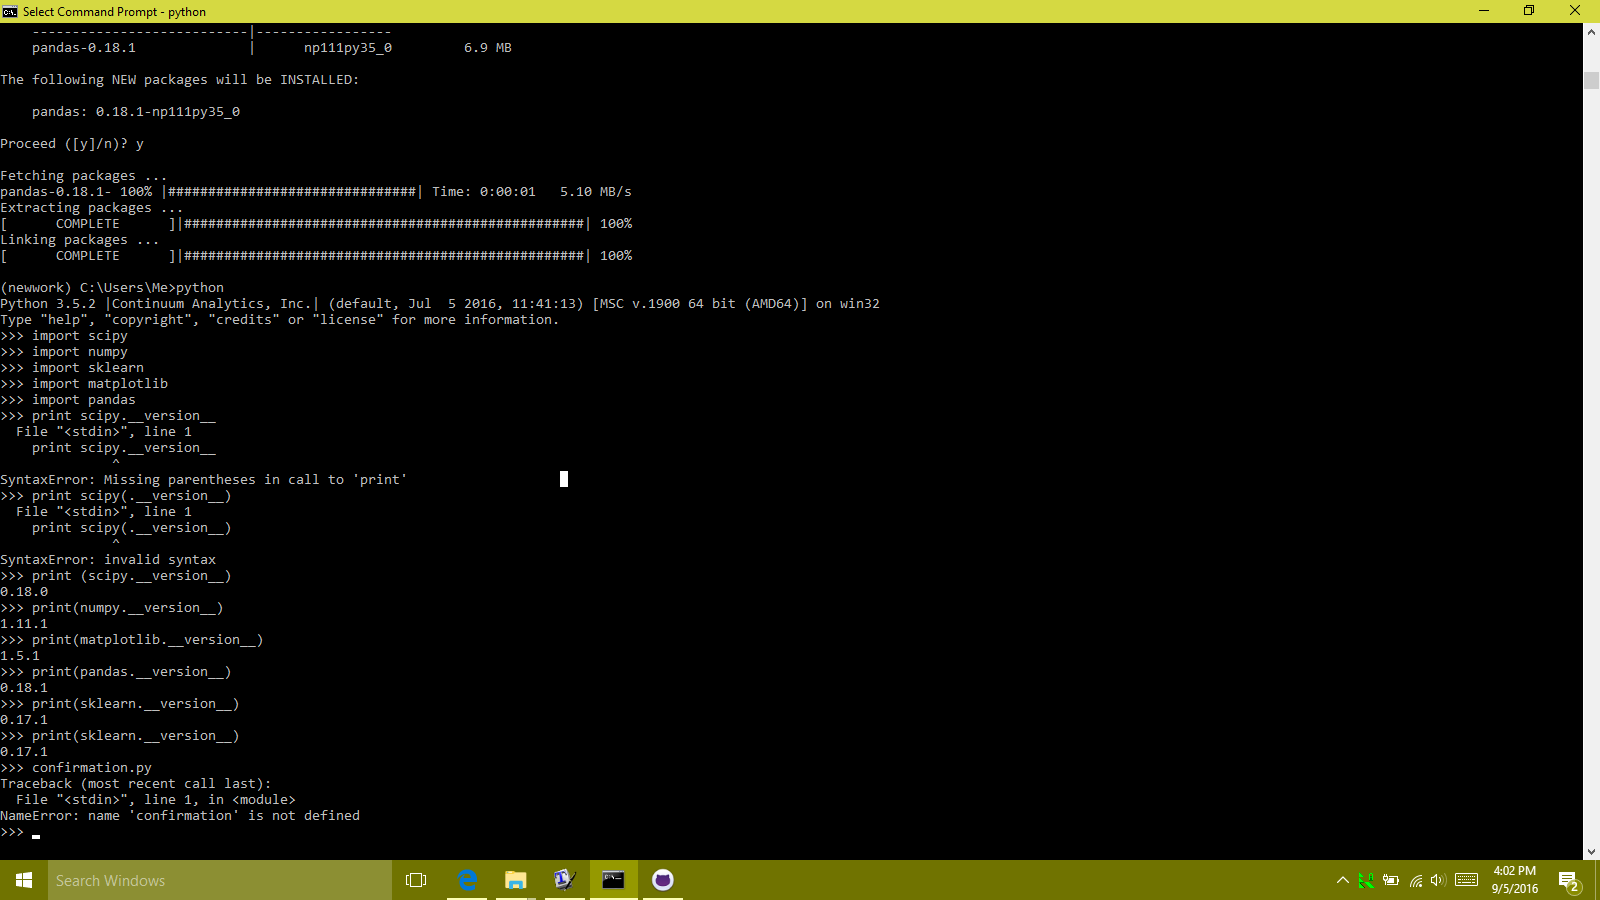 Select Command Prompt - python
---------------------------|-----------------
pandas-0.18.1              |      np111py35_0         6.9 MB
The following NEW packages will be INSTALLED:
pandas: 0.18.1-np111py35_0
Proceed ([y]/n)? y
Fetching packages ...
pandas-0.18.1- 100% |###############################| Time: 0:00:01   5.10 MB/s
Extracting packages ...
[      COMPLETE      ]|##################################################| 100%
Linking packages ...
[      COMPLETE      ]|##################################################| 100%
(newwork) C:\Users\Me>python
Python 3.5.2 |Continuum Analytics, Inc.| (default, Jul  5 2016, 11:41:13) [MSC v.1900 64 bit (AMD64)] on win32
Type "help", "copyright", "credits" or "license" for more information.
>>> import scipy
>>> import numpy
>>> import sklearn
>>> import matplotlib
>>> import pandas
>>> print scipy.__version__
  File "<stdin>", line 1
    print scipy.__version__
              ^
SyntaxError: Missing parentheses in call to 'print'
>>> print scipy(.__version__)
  File "<stdin>", line 1
    print scipy(.__version__)
              ^
SyntaxError: invalid syntax
>>> print (scipy.__version__)
0.18.0
>>> print(numpy.__version__)
1.11.1
>>> print(matplotlib.__version__)
1.5.1
>>> print(pandas.__version__)
0.18.1
>>> print(sklearn.__version__)
0.17.1
>>> print(sklearn.__version__)
0.17.1
>>> confirmation.py
Traceback (most recent call last):
  File "<stdin>", line 1, in <module>
NameError: name 'confirmation' is not defined
>>>
Search Windows
4:02 PM
9/5/2016
2